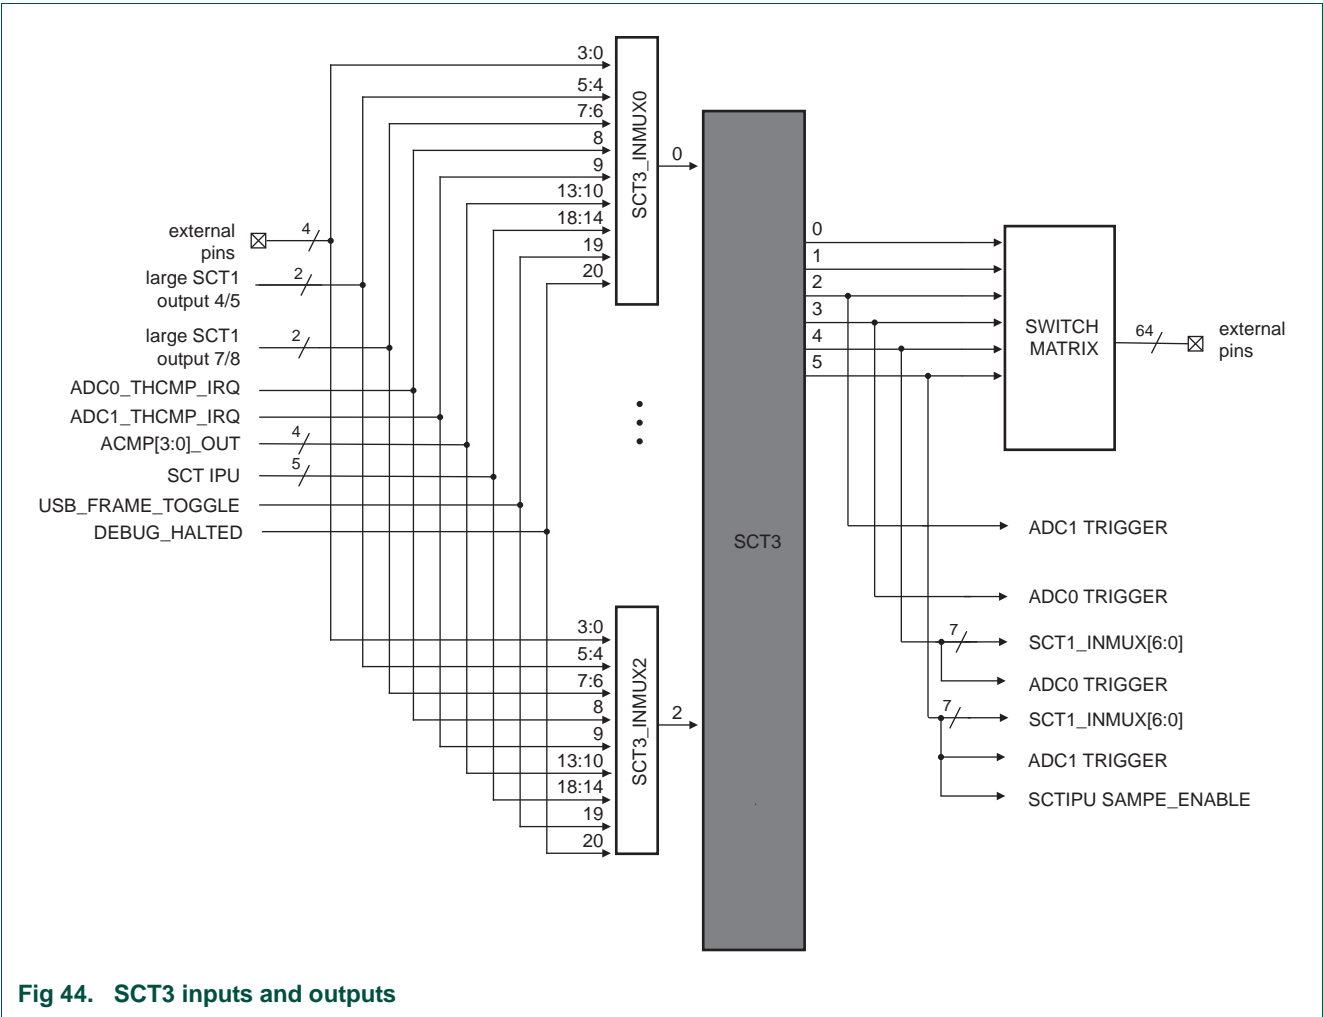 3:0
5:4
7:6
8
9
13:10
18:14
19
20
SCT3_INMUX0
0
external
pins
4
large SCT1
output 4/5
2
large SCT1
output 7/8
2
ADC0_THCMP_IRQ
ADC1_THCMP_IRQ
ACMP[3:0]_OUT
4
SCT IPU
5
USB_FRAME_TOGGLE
DEBUG_HALTED
3:0
5:4
7:6
8
9
13:10
18:14
19
20
SCT3_INMUX2
2
SCT3
0
1
2
3
4
5
SWITCH
MATRIX
64
external
pins
ADC1 TRIGGER
ADC0 TRIGGER
7
SCT1_INMUX[6:0]
ADC0 TRIGGER
7
SCT1_INMUX[6:0]
ADC1 TRIGGER
SCTIPU SAMPE_ENABLE
Fig 44. SCT3 inputs and outputs